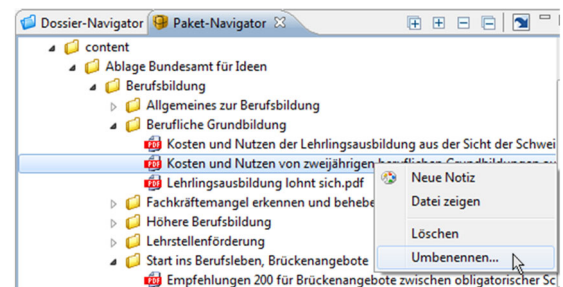 Dossier-Navigator Paket-Navigator
content
Ablage Bundesamt für Ideen
Berufsbildung
Allgemeines zur Berufsbildung
Berufliche Grundbildung
Kosten und Nutzen der Lehrlingsausbildung aus der Sicht der Schwei
Kosten und Nutzen von zweijährigen beruflichen Grundbildungen
Lehrlingsausbildung lohnt sich.pdf
Neue Notiz
Datei zeigen
Löschen
Umbenennen...
Fachkräftemangel erkennen und behebe
Höhere Berufsbildung
Lehrstellenförderung
Start ins Berufsleben, Brückenangebote
Empfehlungen 200 für Brückenangebote zwischen obligatorischer Sc